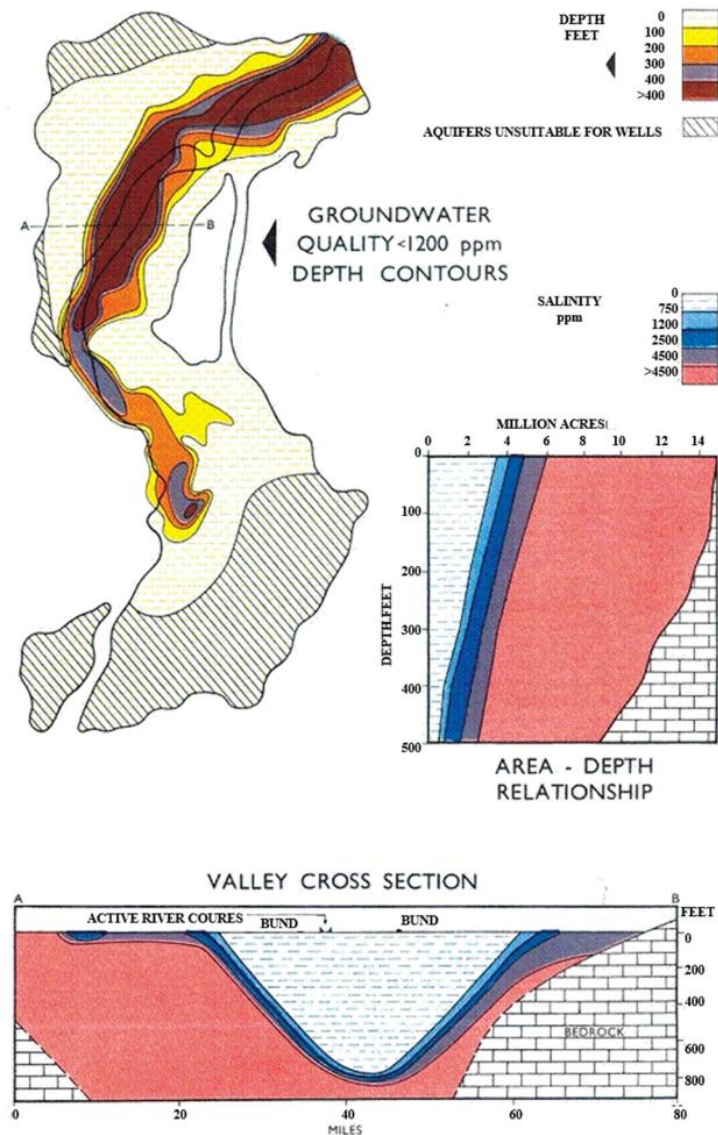 DEPTH
FEET
0
100
200
300
400
>400
AQUIFERS UNSUITABLE FOR WELLS
A
B
GROUNDWATER
QUALITY<1200 ppm
DEPTH CONTOURS
SALINITY
ppm
0
750
1200
2500
4500
>4500
MILLION ACRES
0 2 4 6 8 10 12 14
DEPTH.FEET
0
100
200
300
400
500
AREA - DEPTH
RELATIONSHIP
VALLEY CROSS SECTION
A
B
ACTIVE RIVER COURES
BUND
BUND
FEET
0
200
400
600
800
BEDROCK
0 20 40 60 80
MILES